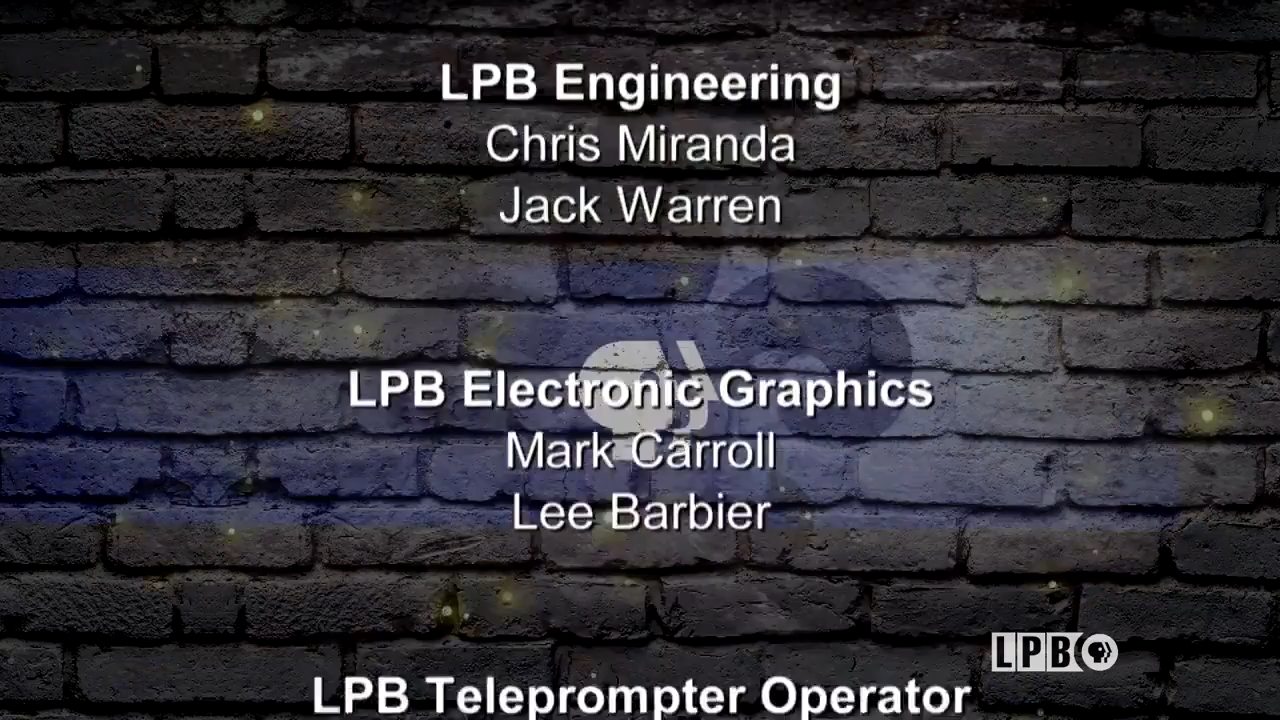 LPB Engineering
Chris Miranda
Jack Warren
LPB Electronic Graphics
Mark Carroll
Lee Barbier
LPB
LPB Teleprompter Operator